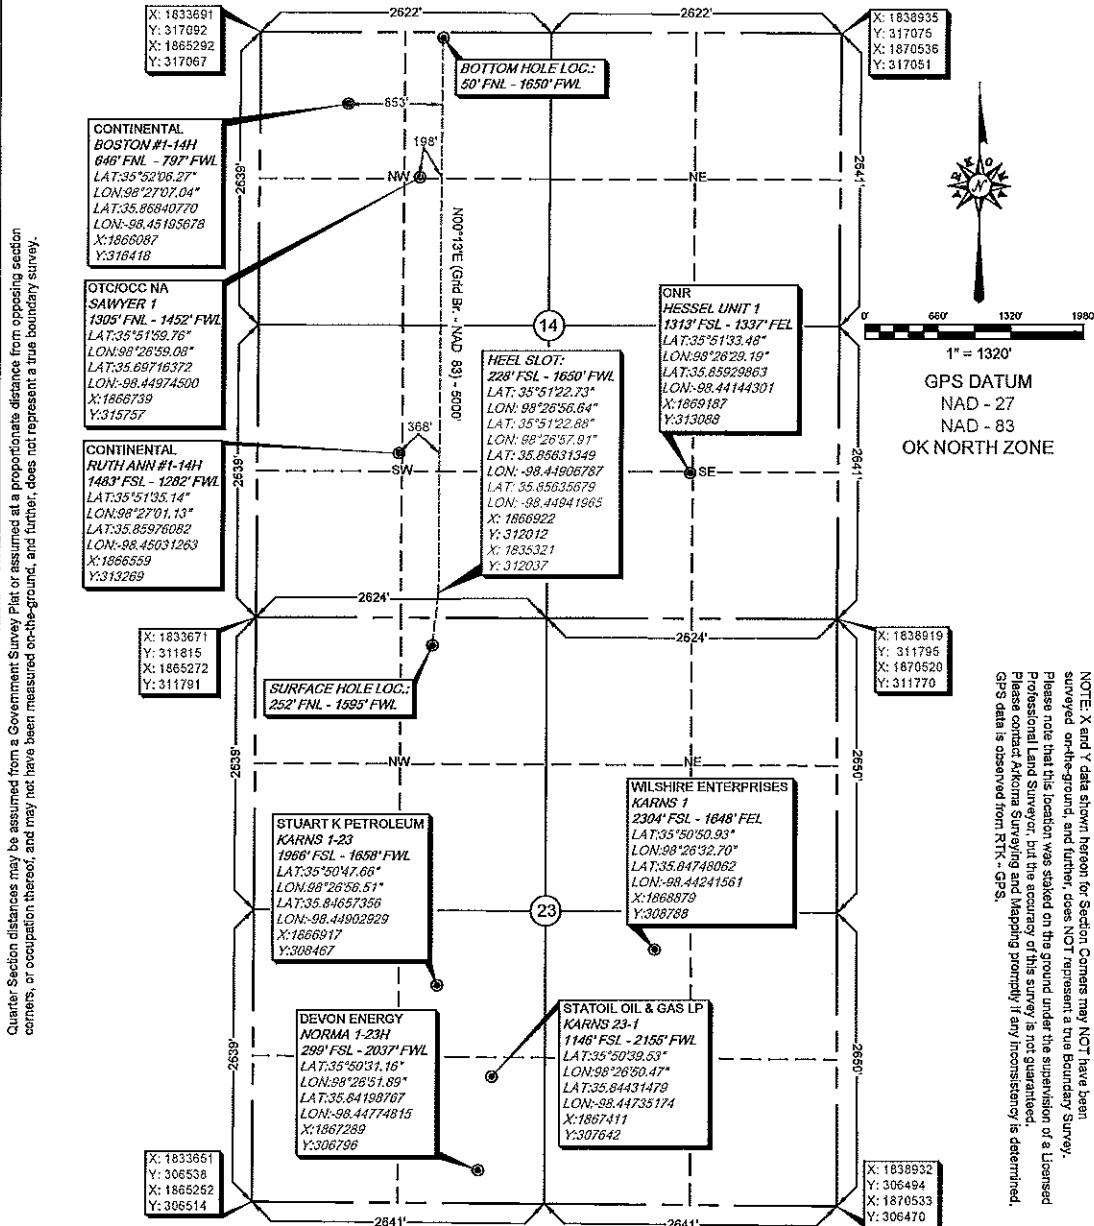 X: 1833691
Y: 317092
X: 1865292
Y: 317067
2622'
2622'
X: 1838935
Y: 317075
X: 1870536
Y: 317051
BOTTOM HOLE LOC.:
50' FNL - 1650' FWL
853'
CONTINENTAL
BOSTON #1-14H
646' FNL - 797' FWL
LAT:35°52'06.27"
LON:98°27'07.04"
LAT:35.86840770
LON:-98.45195678
X:1866087
Y:316418
198'
NW
NE
2639'
2641'
N
0' 660' 1320' 1980'
1" = 1320'
GPS DATUM
NAD - 27
NAD - 83
OK NORTH ZONE
N00°13'E (Grid Br. - NAD 83) - 5000'
OTC/OCC NA
SAWYER 1
1305' FNL - 1452' FWL
LAT:35°51'59.76"
LON:98°26'59.08"
LAT:35.69716372
LON:-98.44974500
X:1866739
Y:315757
14
ONR
HESSEL UNIT 1
1313' FSL - 1337' FEL
LAT:35°51'33.48"
LON:98°26'29.19"
LAT:35.85929863
LON:-98.44144301
X:1869187
Y:313088
HEEL SLOT:
228' FSL - 1650' FWL
LAT: 35°51'22.73"
LON: 98°26'56.64"
LAT: 35°51'22.88"
LON: 98°26'57.91"
LAT: 35.85631349
LON: -98.44906787
LAT: 35.85635679
LON: -98.44941965
X: 1866922
Y: 312012
X: 1835321
Y: 312037
368'
CONTINENTAL
RUTH ANN #1-14H
1483' FSL - 1282' FWL
LAT:35°51'35.14"
LON:98°27'01.13"
LAT:35.85976082
LON:-98.45031263
X:1866559
Y:313269
SW
SE
2639'
2641'
2624'
2624'
X: 1833671
Y: 311815
X: 1865272
Y: 311791
X: 1838919
Y: 311795
X: 1870520
Y: 311770
SURFACE HOLE LOC.:
252' FNL - 1595' FWL
NW
NE
2639'
2650'
STUART K PETROLEUM
KARNS 1-23
1966' FSL - 1658' FWL
LAT:35°50'47.66"
LON:98°26'56.51"
LAT:35.84657356
LON:-98.44902929
X:1866917
Y:308467
WILSHIRE ENTERPRISES
KARNS 1
2304' FSL - 1648' FEL
LAT:35°50'50.93"
LON:98°26'32.70"
LAT:35.84748062
LON:-98.44241561
X:1868879
Y:308788
23
DEVON ENERGY
NORMA 1-23H
299' FSL - 2037' FWL
LAT:35°50'31.16"
LON:98°26'51.89"
LAT:35.84198767
LON:-98.44774815
X:1867289
Y:306796
STATOIL OIL & GAS LP
KARNS 23-1
1146' FSL - 2155' FWL
LAT:35°50'39.53"
LON:98°26'50.47"
LAT:35.84431479
LON:-98.44735174
X:1867411
Y:307642
2639'
2650'
X: 1833651
Y: 306538
X: 1865252
Y: 306514
2641'
2641'
X: 1838932
Y: 306494
X: 1870533
Y: 306470
Quarter Section distances may be assumed from a Government Survey Plat or assumed at a proportionate distance from opposing section
corners, or occupation thereof, and may not have been measured on-the-ground, and further, does not represent a true boundary survey.
NOTE: X and Y data shown hereon for Section Corners may NOT have been
surveyed on-the-ground, and further, does NOT represent a true Boundary Survey.
Please note that this location was staked on the ground under the supervision of a Licensed
Professional Land Surveyor, but the accuracy of this survey is not guaranteed.
Please contact Arkoma Surveying and Mapping promptly if any inconsistency is determined.
GPS data is observed from RTK - GPS.